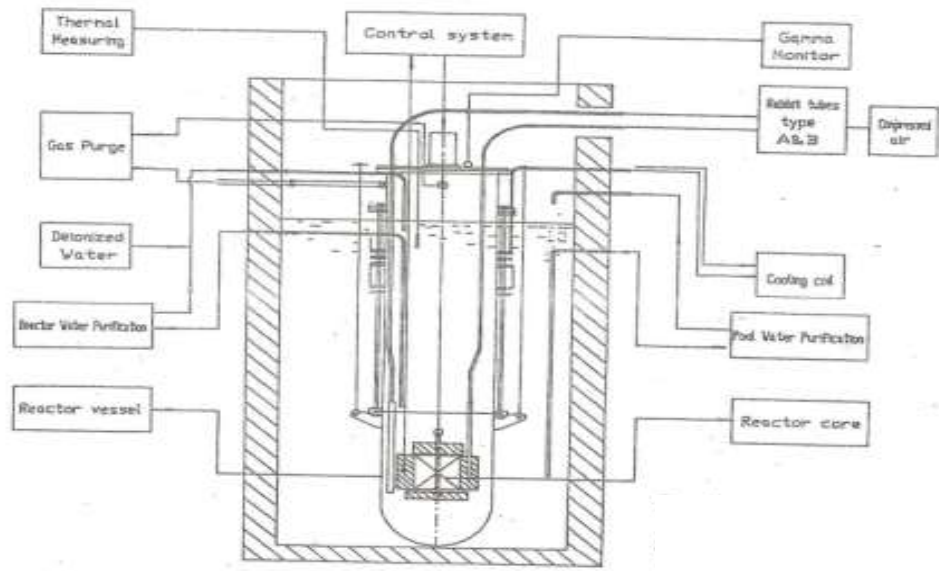 Thermal
Measuring
Control system
Gamma
Monitor
Gas Purge
Rabbit tubes
type
A&B
Compressed
air
Deionized
Water
Cooling coil
Reactor Water Purification
Pool Water Purification
Reactor vessel
Reactor core